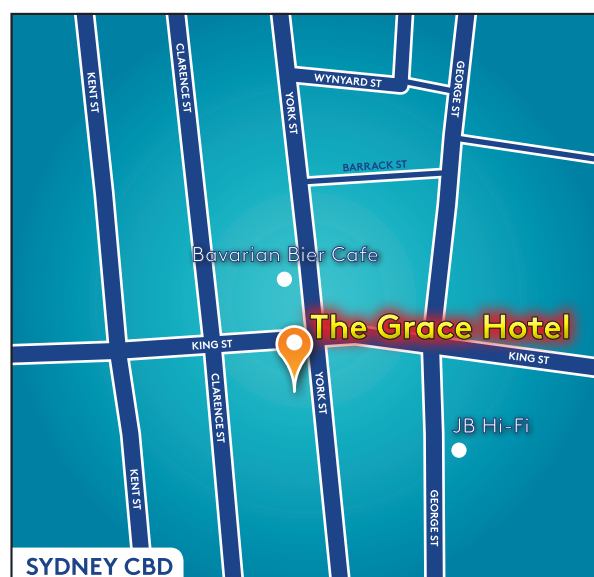 KENT ST
CLARENCE ST
YORK ST
WYNYARD ST
GEORGE ST
BARRACK ST
Bavarian Bier Cafe
The Grace Hotel
KING ST
KING ST
KENT ST
CLARENCE ST
YORK ST
JB Hi-Fi
GEORGE ST
SYDNEY CBD